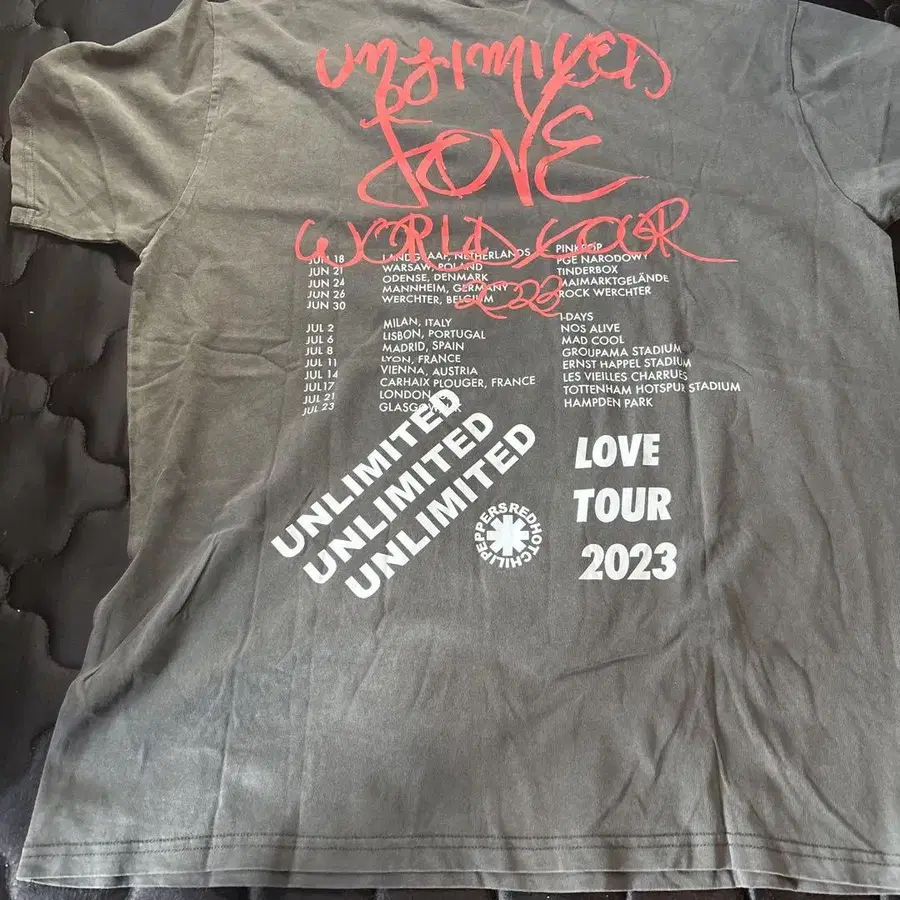 UNLIMITED
LOVE
WORLD TOUR
2023
JUN 18 LANDGRAAF, NETHERLANDS PINKPOP
JUN 21 WARSAW, POLAND PGE NARODOWY
JUN 24 ODENSE, DENMARK TINDERBOX
JUN 26 MANNHEIM, GERMANY MAIMARKTGELÄNDE
JUN 30 WERCHTER, BELGIUM ROCK WERCHTER
JUL 2 MILAN, ITALY I-DAYS
JUL 6 LISBON, PORTUGAL NOS ALIVE
JUL 8 MADRID, SPAIN MAD COOL
JUL 11 LYON, FRANCE GROUPAMA STADIUM
JUL 14 VIENNA, AUSTRIA ERNST HAPPEL STADIUM
JUL17 CARHAIX PLOUGER, FRANCE LES VIEILLES CHARRUES
JUL 21 LONDON, TOTTENHAM HOTSPUR STADIUM
JUL 23 GLASGOW, HAMPDEN PARK
UNLIMITED
UNLIMITED
UNLIMITED
REDHOTCHILIPEPPERS
LOVE
TOUR
2023